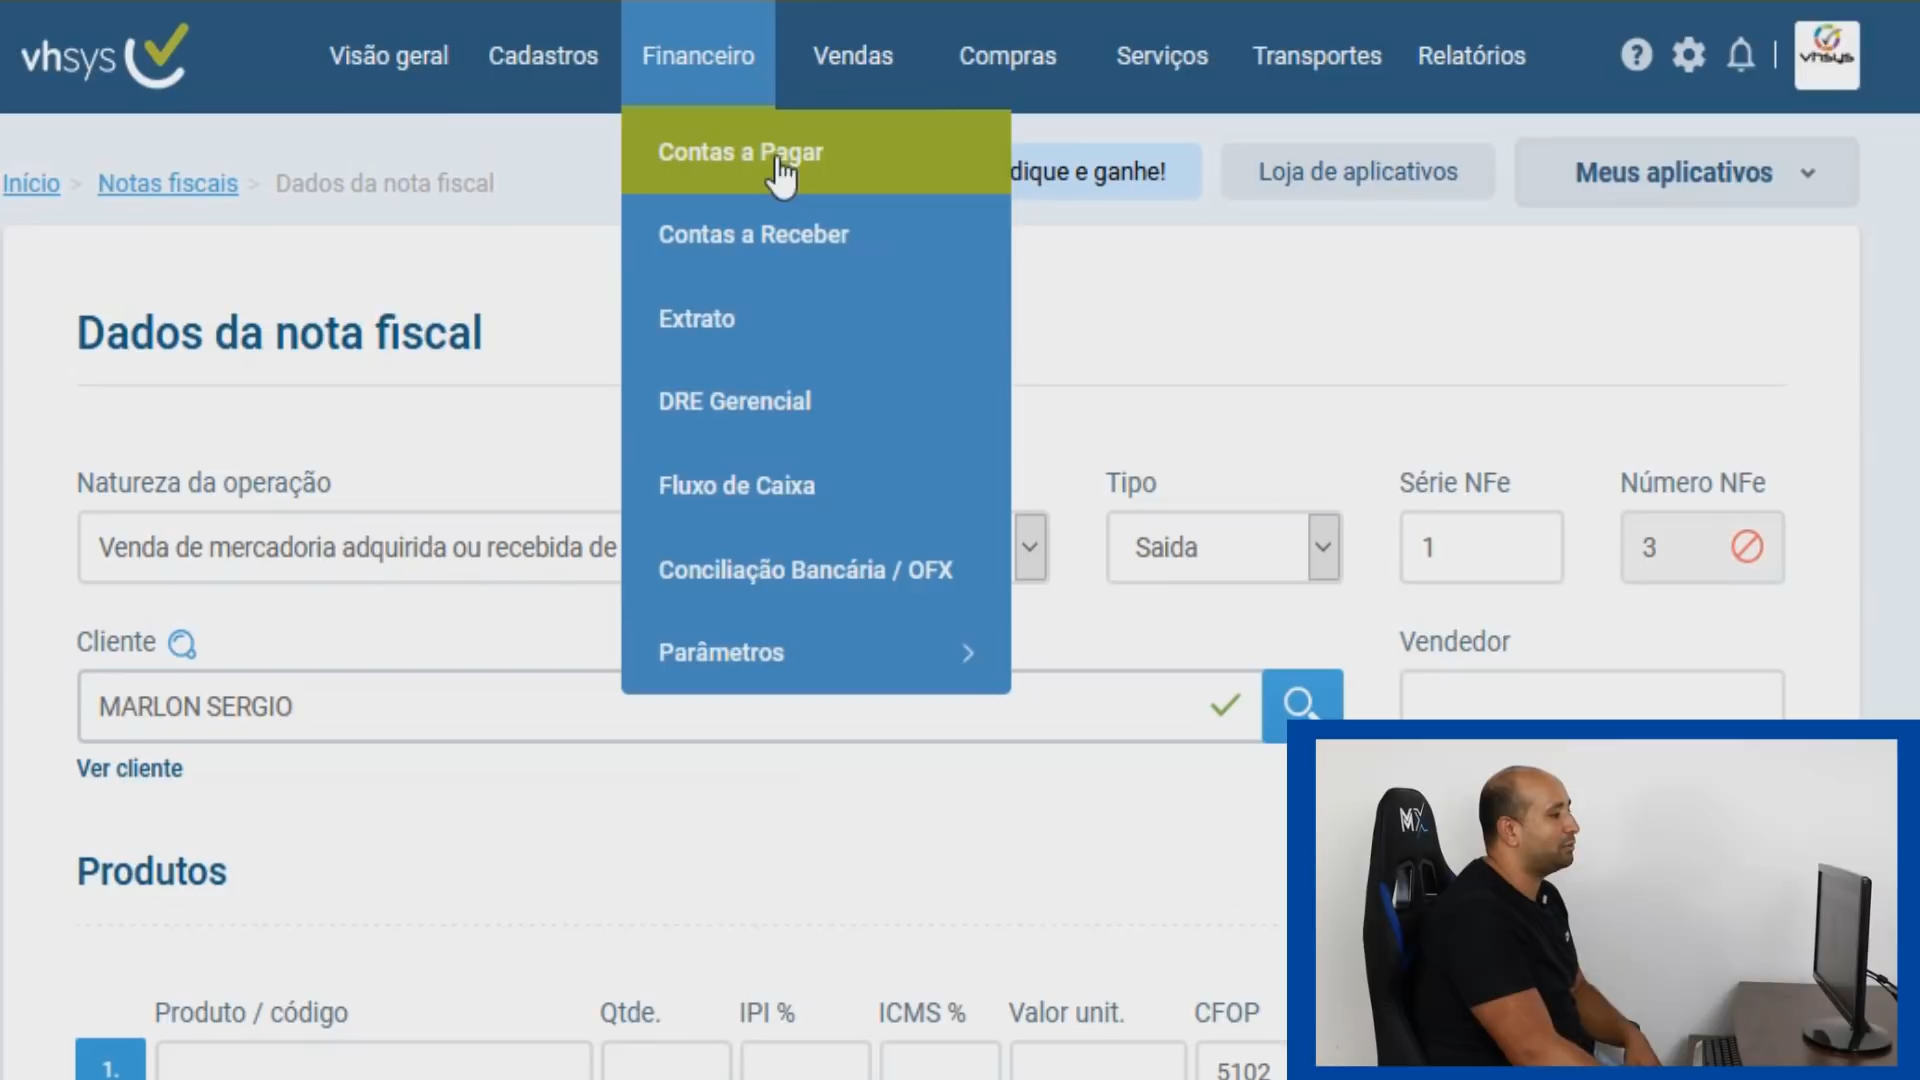 vhsys
Visão geral
Cadastros
Financeiro
Vendas
Compras
Serviços
Transportes
Relatórios
vhsys
Início > Notas fiscais > Dados da nota fiscal
dique e ganhe!
Loja de aplicativos
Meus aplicativos
Contas a Pagar
Contas a Receber
Extrato
DRE Gerencial
Fluxo de Caixa
Conciliação Bancária / OFX
Parâmetros
Dados da nota fiscal
Natureza da operação
Tipo
Série NFe
Número NFe
Venda de mercadoria adquirida ou recebida de
Saida
1
3
Cliente
Vendedor
MARLON SERGIO
Ver cliente
Produtos
Produto / código
Qtde.
IPI %
ICMS %
Valor unit.
CFOP
1.
5102
MX